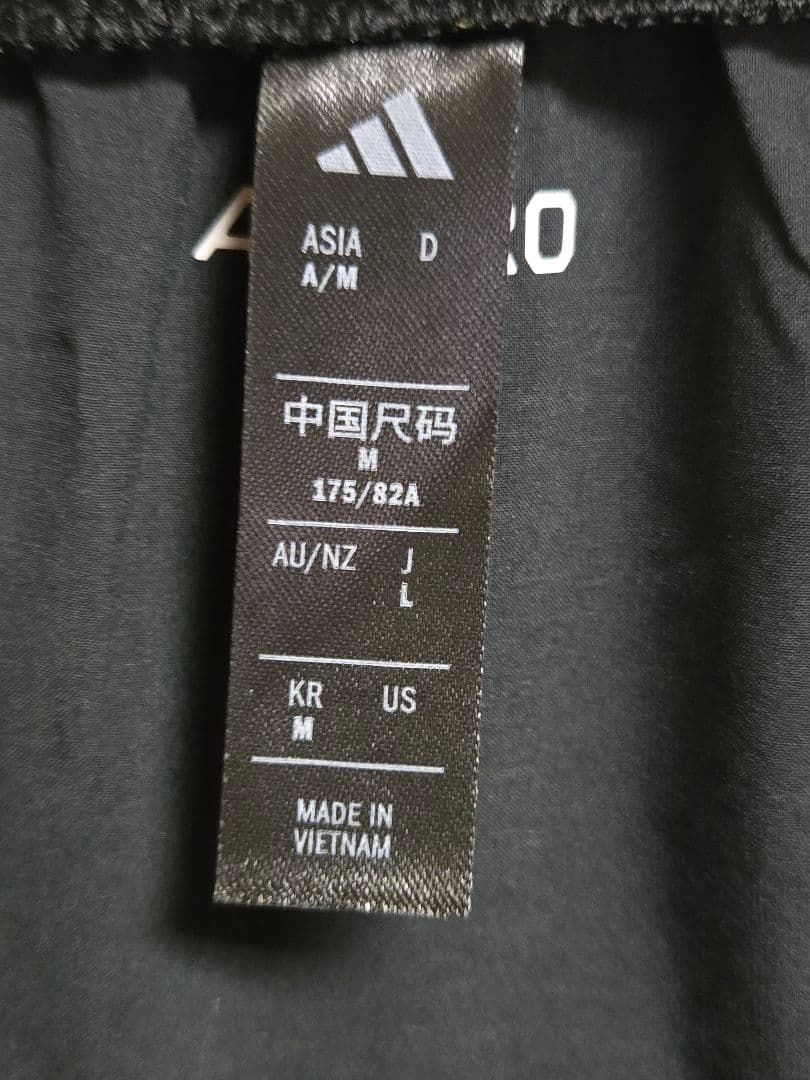 ASIA D
A/M
中国尺码
M
175/82A
AU/NZ J
L
KR US
M
MADE IN
VIETNAM